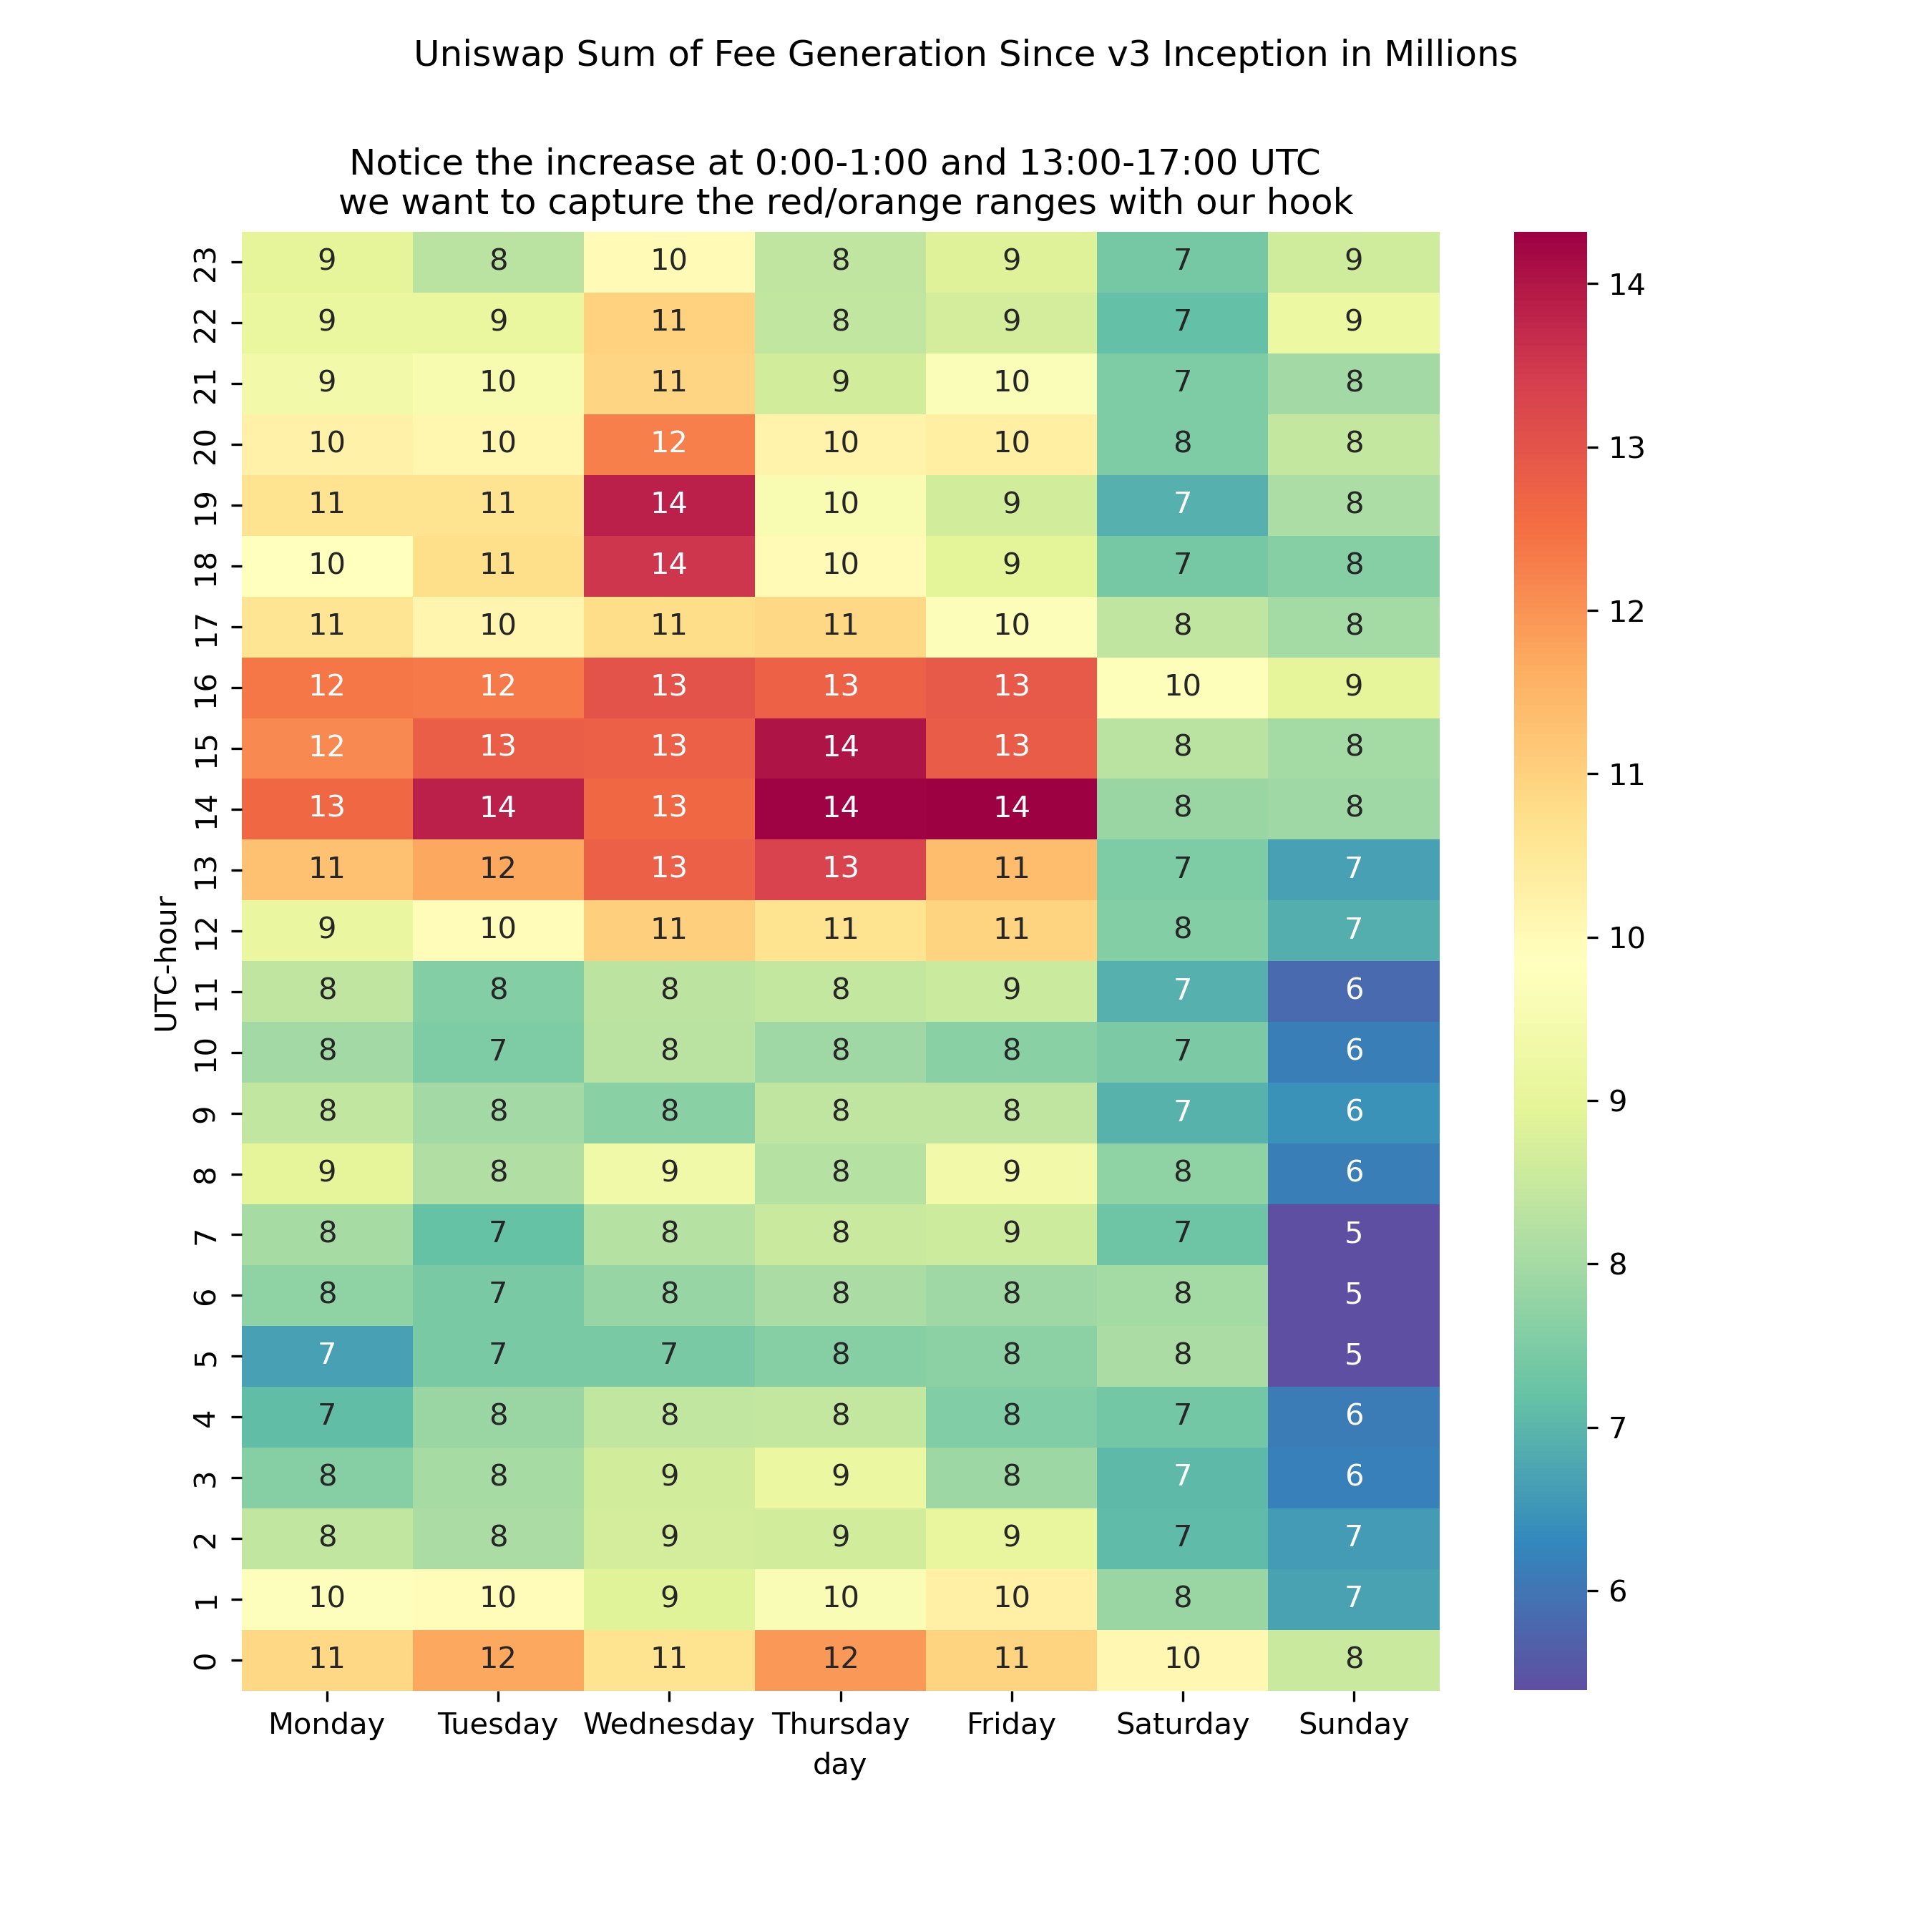 Uniswap Sum of Fee Generation Since v3 Inception in Millions
Notice the increase at 0:00-1:00 and 13:00-17:00 UTC
we want to capture the red/orange ranges with our hook
23 9 8 10 8 9 7 9
22 9 9 11 8 9 7 9
21 9 10 11 9 10 7 8
20 10 10 12 10 10 8 8
19 11 11 14 10 9 7 8
18 10 11 14 10 9 7 8
17 11 10 11 11 10 8 8
16 12 12 13 13 13 10 9
15 12 13 13 14 13 8 8
14 13 14 13 14 14 8 8
13 11 12 13 13 11 7 7
12 9 10 11 11 11 8 7
11 8 8 8 8 9 7 6
10 8 7 8 8 8 7 6
9 8 8 8 8 8 7 6
8 9 8 9 8 9 8 6
7 8 7 8 8 9 7 5
6 8 7 8 8 8 8 5
5 7 7 7 8 8 8 5
4 7 8 8 8 8 7 6
3 8 8 9 9 8 7 6
2 8 8 9 9 9 7 7
1 10 10 9 10 10 8 7
0 11 12 11 12 11 10 8
UTC-hour
Monday Tuesday Wednesday Thursday Friday Saturday Sunday
day
14
13
12
11
10
9
8
7
6